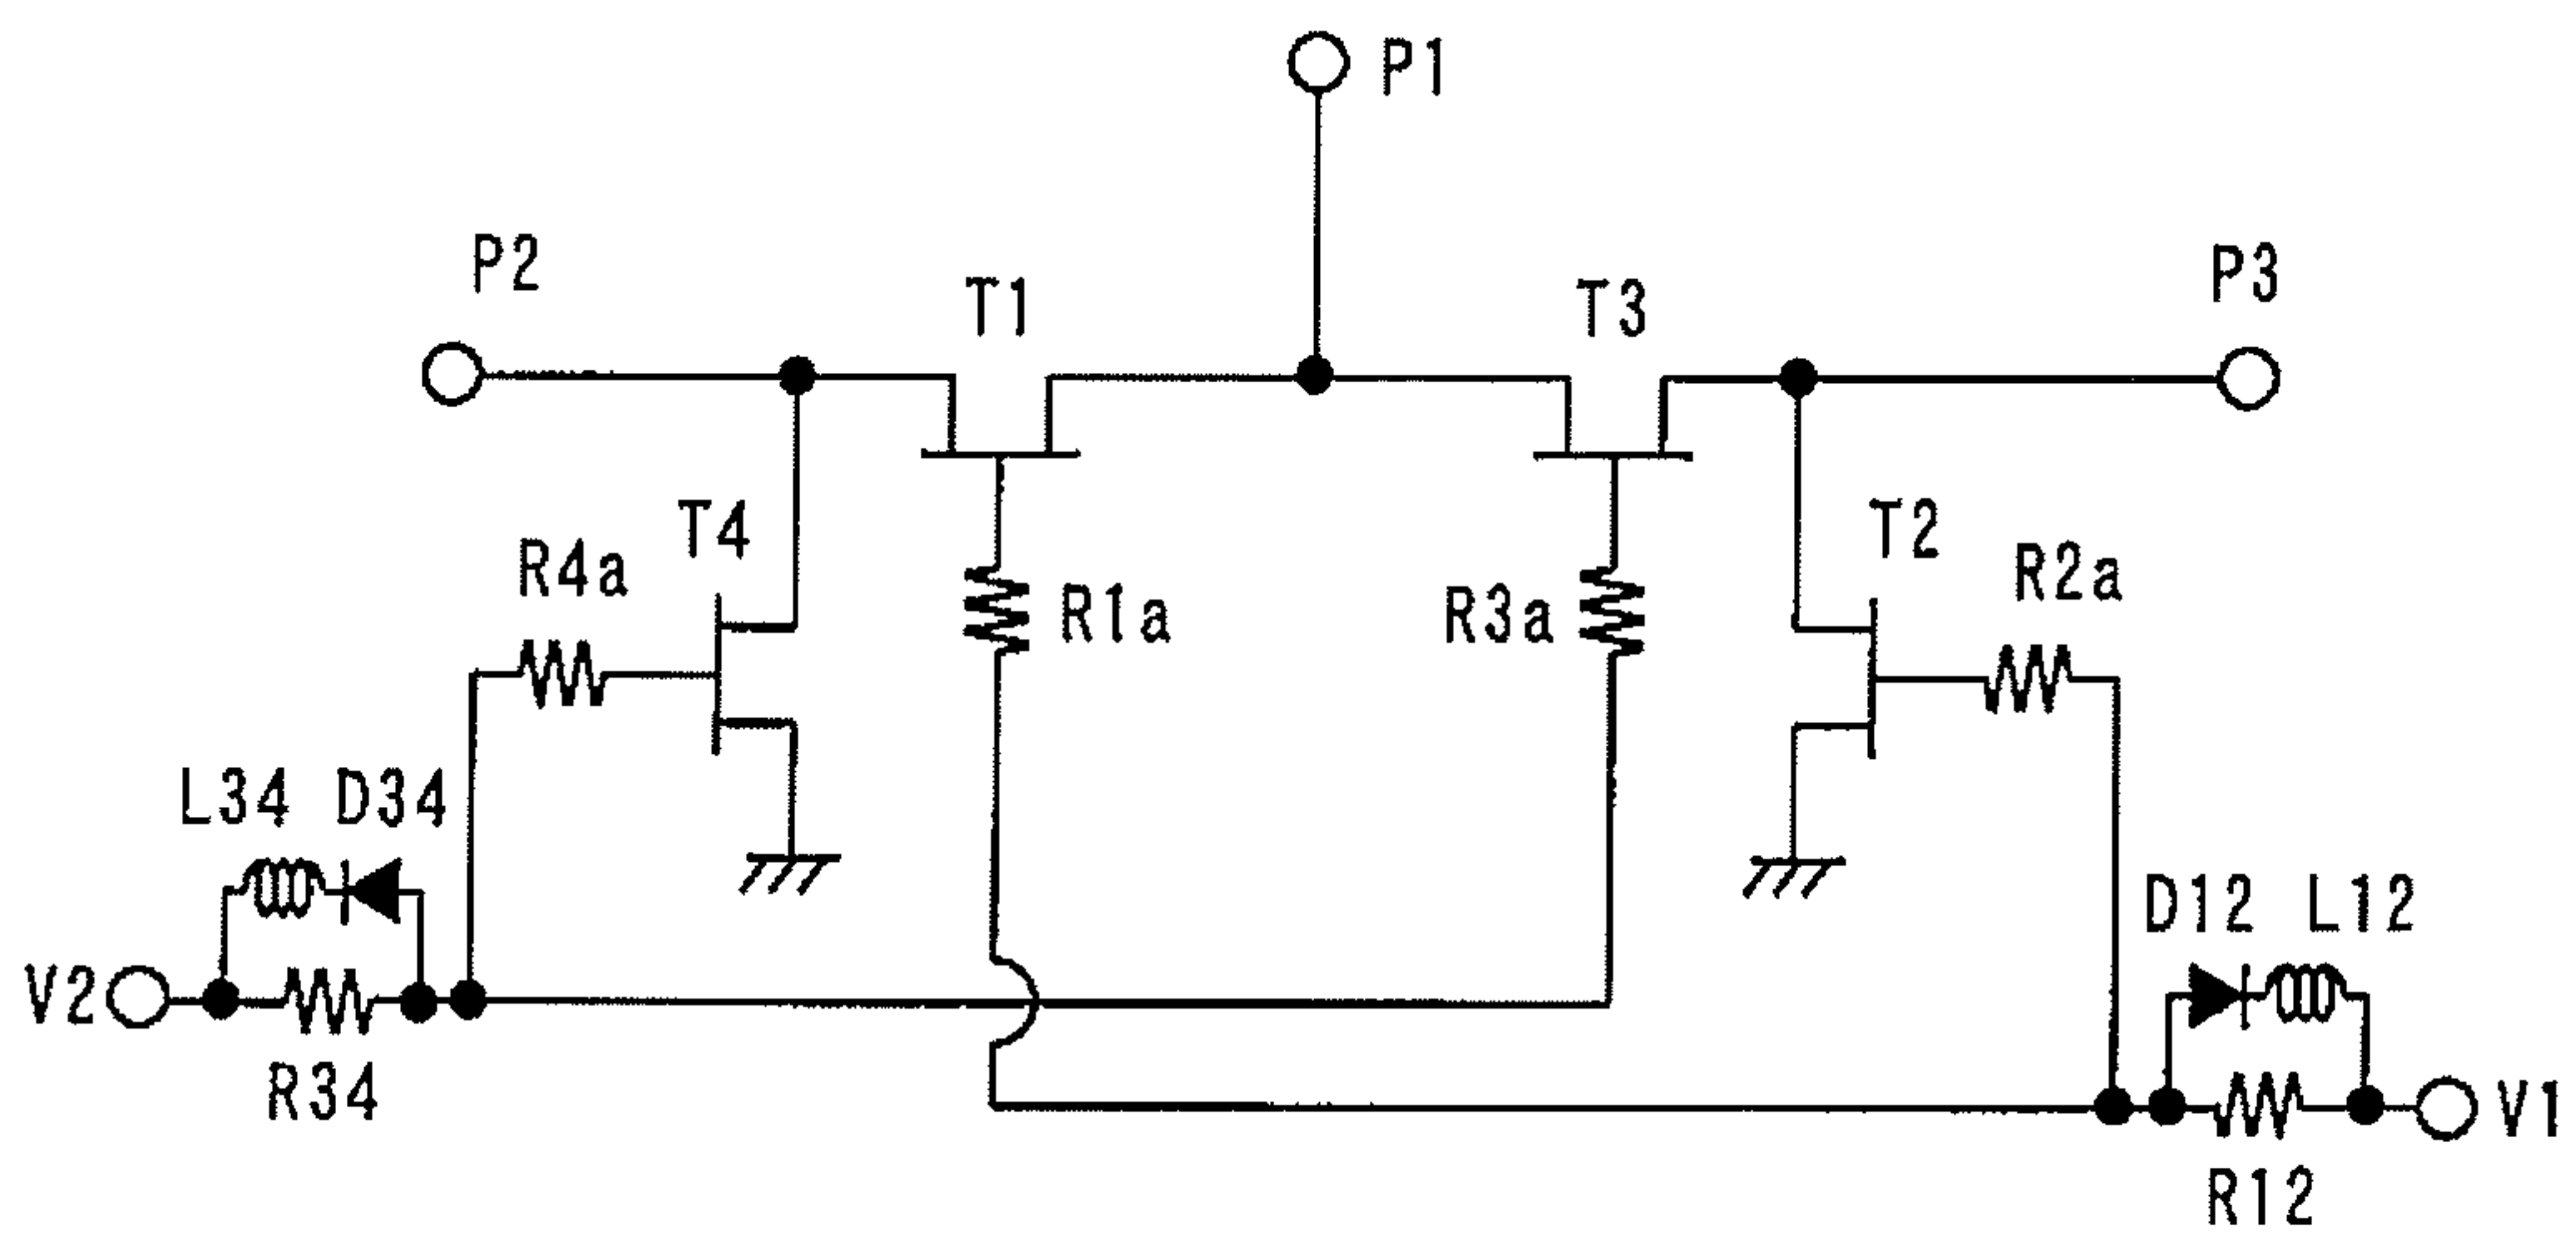 P1
P2
P3
T1
T3
T4
T2
R4a
R2a
R1a
R3a
L34 D34
D12 L12
V2
R34
V1
R12